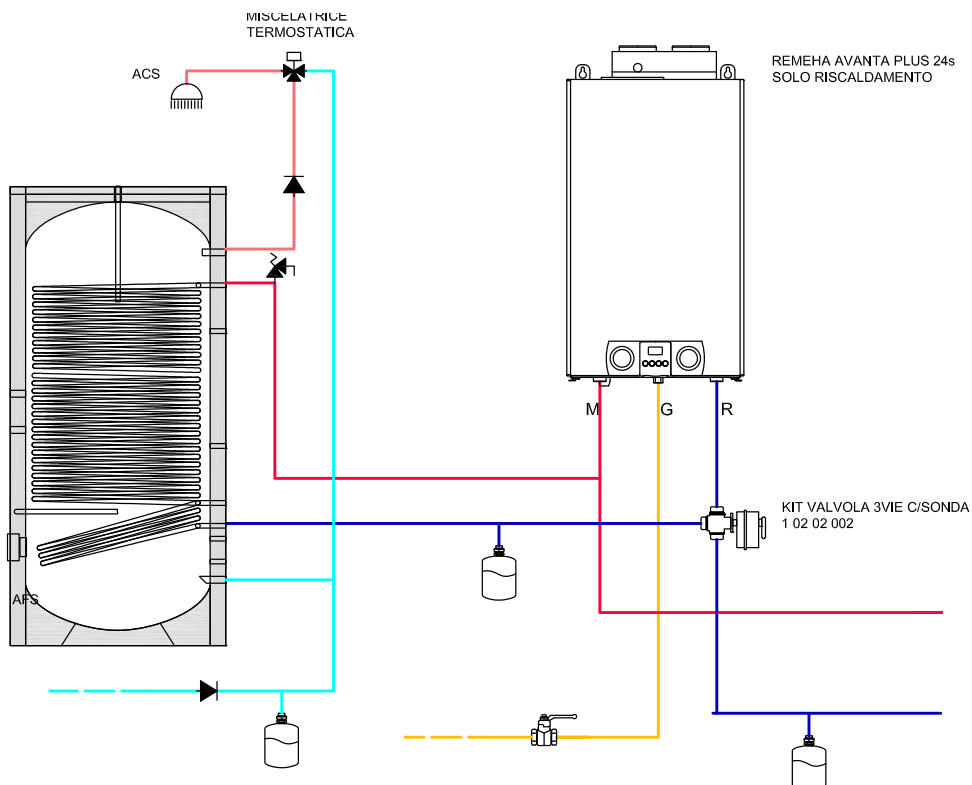 MISCELATRICE
TERMOSTATICA
ACS
REMEHA AVANTA PLUS 24s
SOLO RISCALDAMENTO
M
G
R
KIT VALVOLA 3VIE C/SONDA
1 02 02 002
AFS